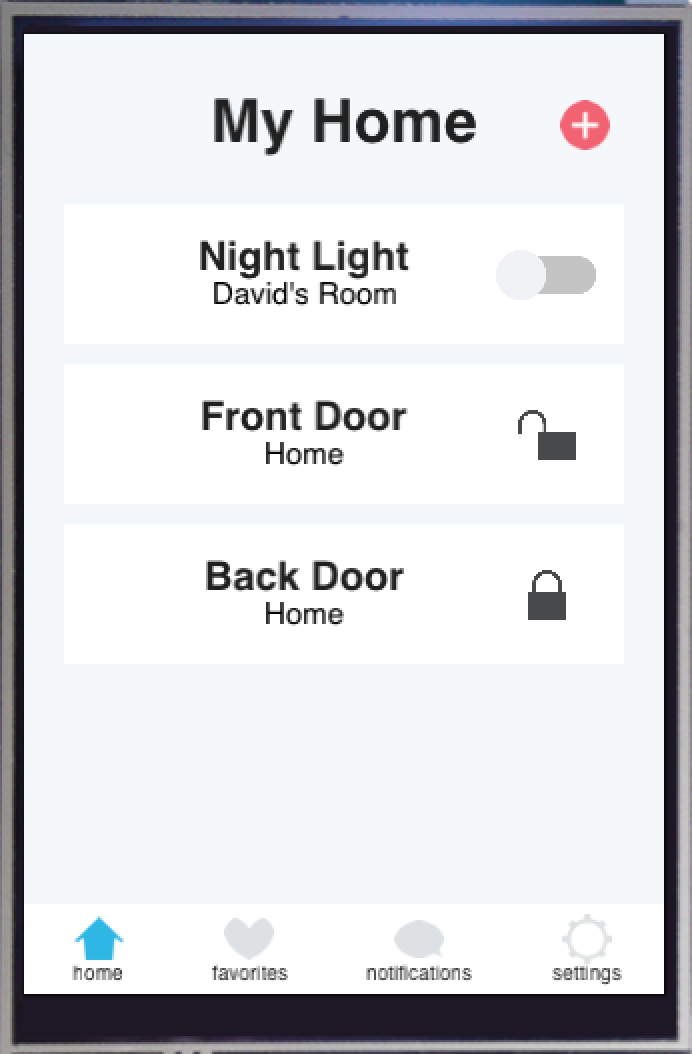 My Home
Night Light
David's Room
Front Door
Home
Back Door
Home
home
favorites
notifications
settings